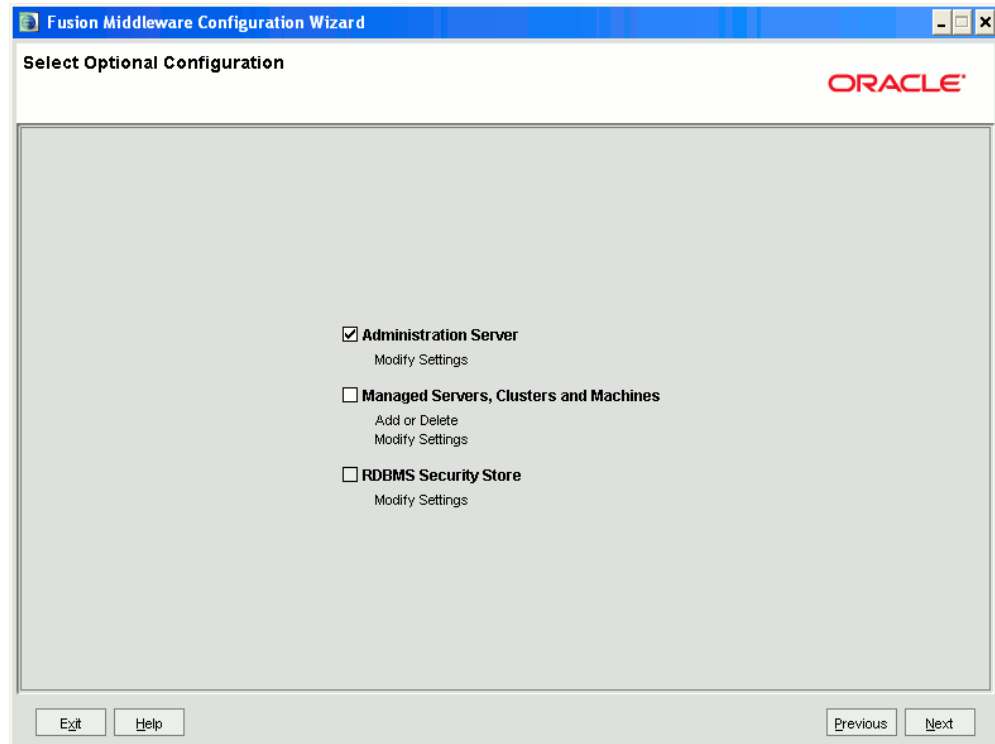 Fusion Middleware Configuration Wizard
Select Optional Configuration
ORACLE
Administration Server
Modify Settings
Managed Servers, Clusters and Machines
Add or Delete
Modify Settings
RDBMS Security Store
Modify Settings
Exit
Help
Previous
Next